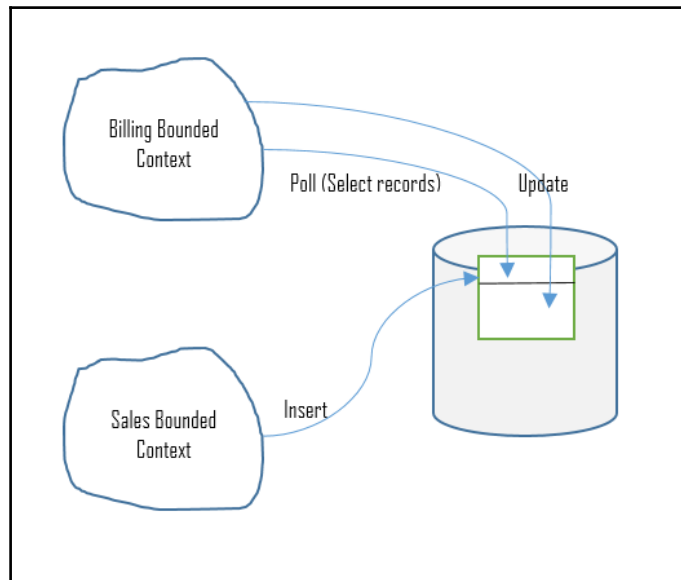 Billing Bounded
Context
Poll (Select records)
Update
Insert
Sales Bounded
Context